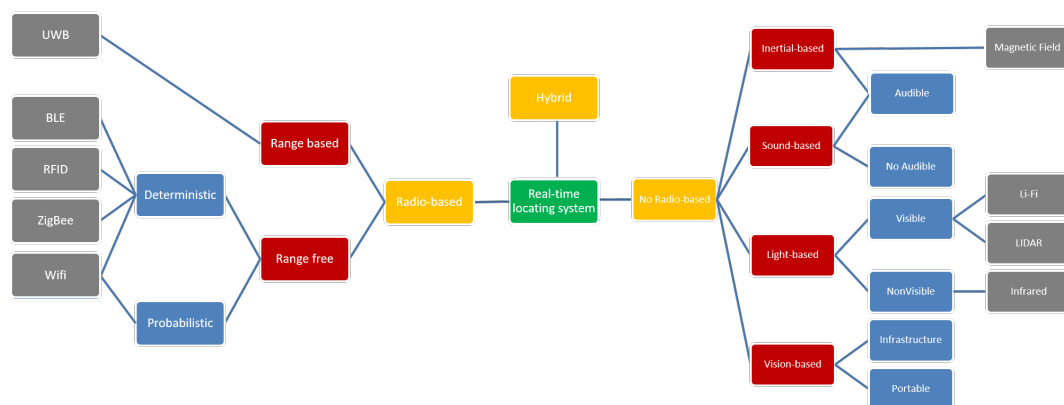 UWB
BLE
RFID
ZigBee
Wifi
Deterministic
Probabilistic
Range based
Range free
Radio-based
Hybrid
Real-time
locating system
No Radio-based
Inertial-based
Sound-based
Light-based
Vision-based
Audible
No Audible
Visible
NonVisible
Infrastructure
Portable
Magnetic Field
Li-Fi
LIDAR
Infrared